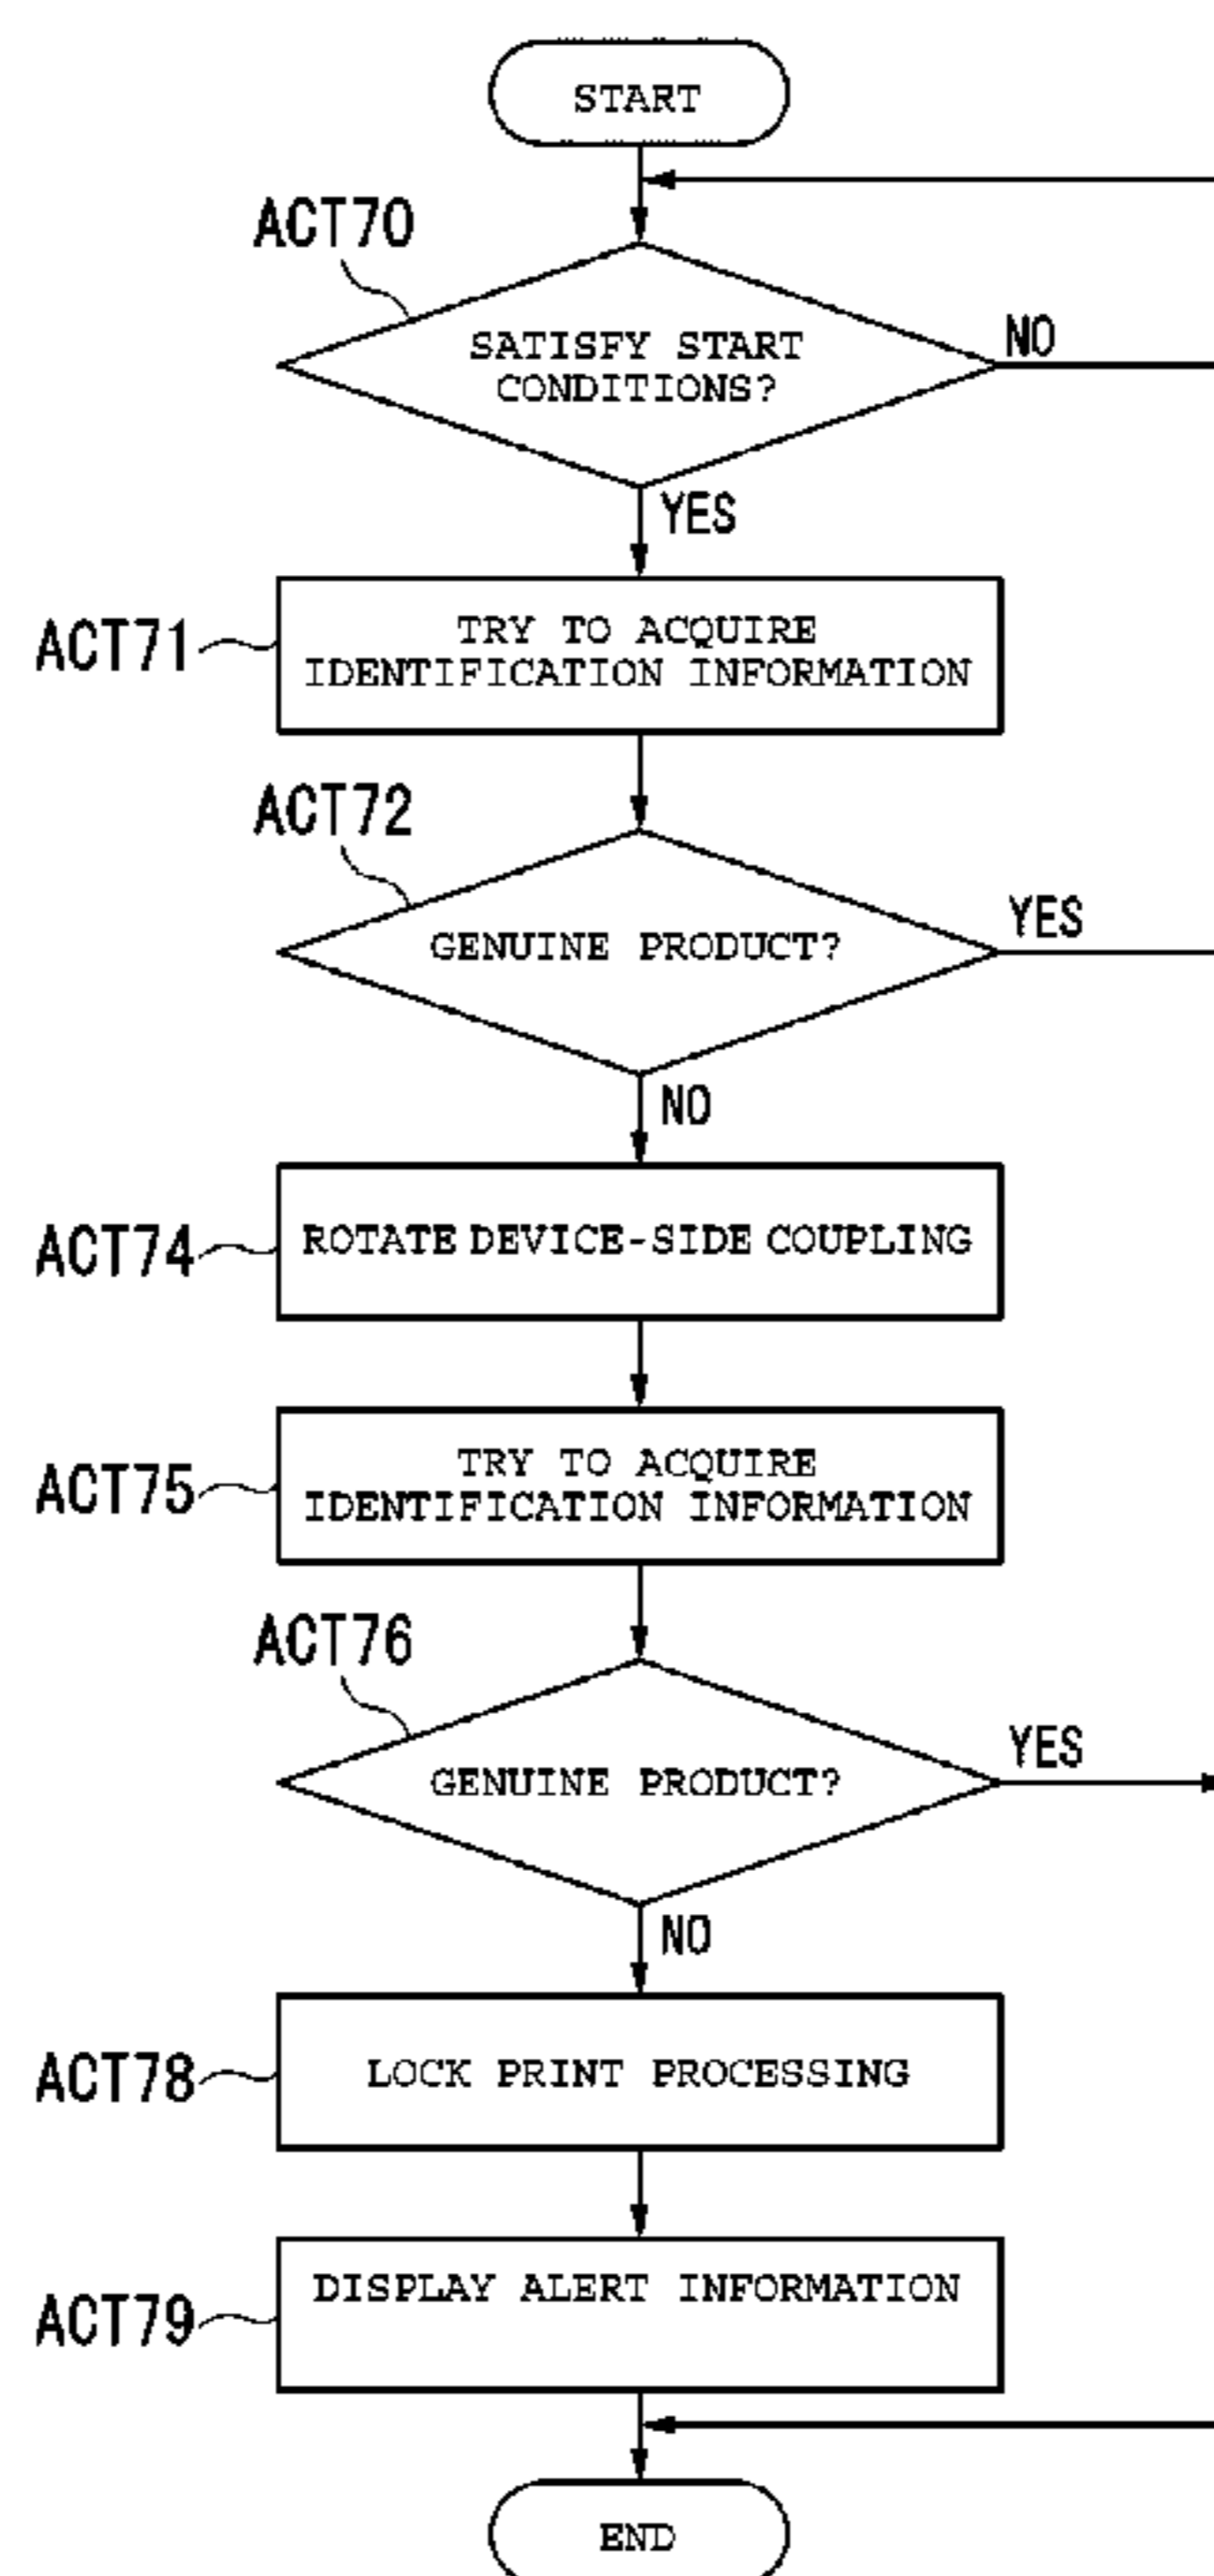 START
ACT70
SATISFY START
CONDITIONS?
NO
YES
ACT71
TRY TO ACQUIRE
IDENTIFICATION INFORMATION
ACT72
GENUINE PRODUCT?
YES
NO
ACT74
ROTATE DEVICE-SIDE COUPLING
ACT75
TRY TO ACQUIRE
IDENTIFICATION INFORMATION
ACT76
GENUINE PRODUCT?
YES
NO
ACT78
LOCK PRINT PROCESSING
ACT79
DISPLAY ALERT INFORMATION
END